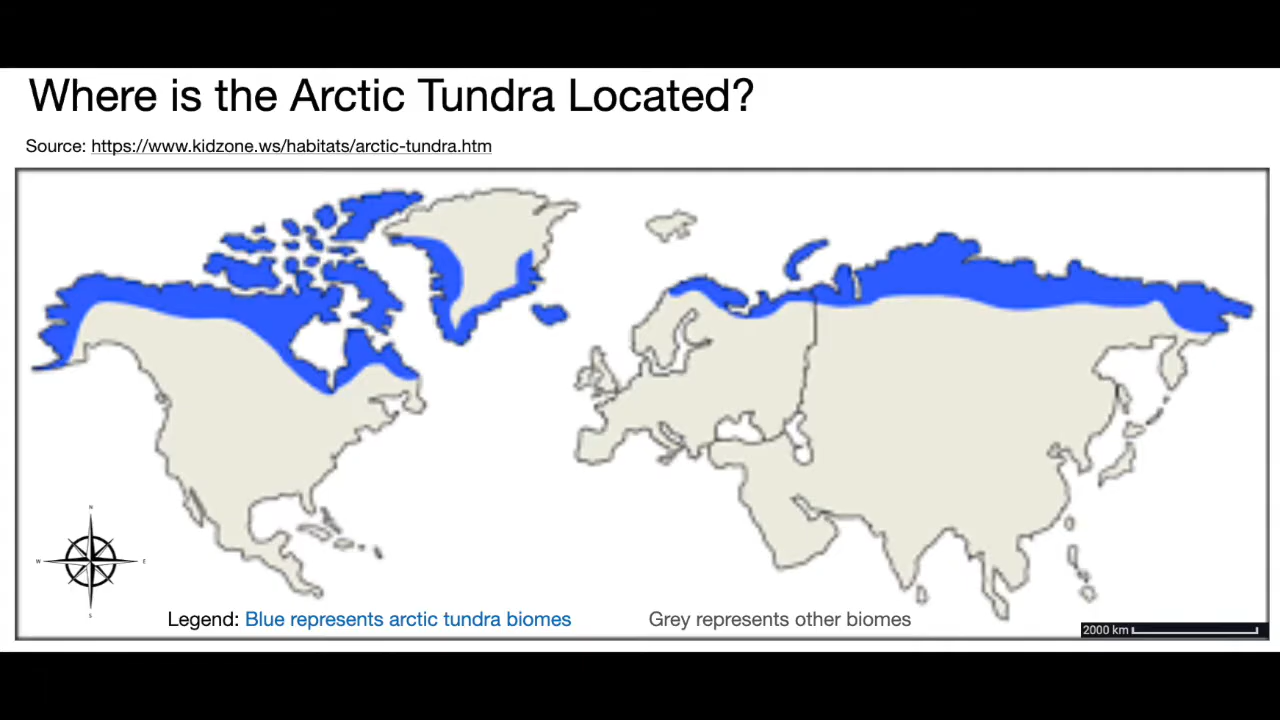 Where is the Arctic Tundra Located?
Source: https://www.kidzone.ws/habitats/arctic-tundra.htm
N
W E
S
Legend: Blue represents arctic tundra biomes Grey represents other biomes
2000 km